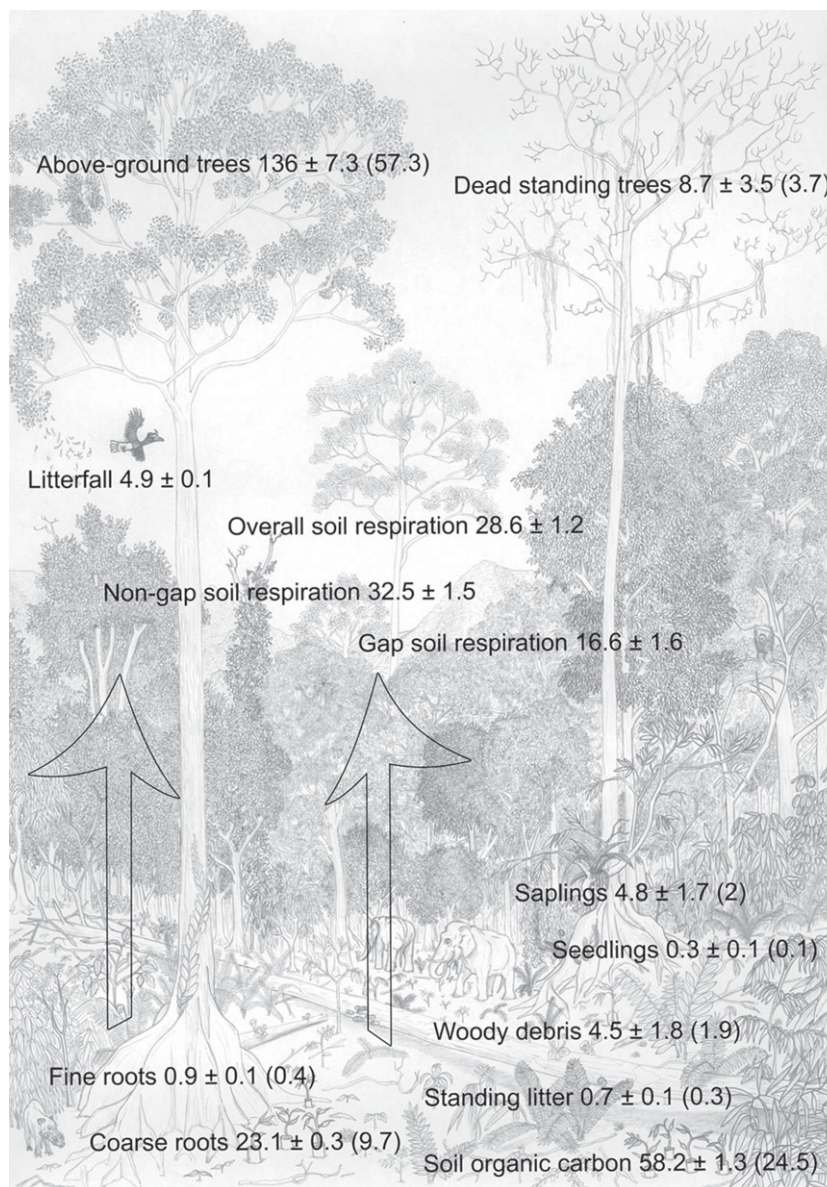 Above-ground trees 136 ± 7.3 (57.3)
Dead standing trees 8.7 ± 3.5 (3.7)
Litterfall 4.9 ± 0.1
Overall soil respiration 28.6 ± 1.2
Non-gap soil respiration 32.5 ± 1.5
Gap soil respiration 16.6 ± 1.6
Saplings 4.8 ± 1.7 (2)
Seedlings 0.3 ± 0.1 (0.1)
Woody debris 4.5 ± 1.8 (1.9)
Fine roots 0.9 ± 0.1 (0.4)
Standing litter 0.7 ± 0.1 (0.3)
Coarse roots 23.1 ± 0.3 (9.7)
Soil organic carbon 58.2 ± 1.3 (24.5)